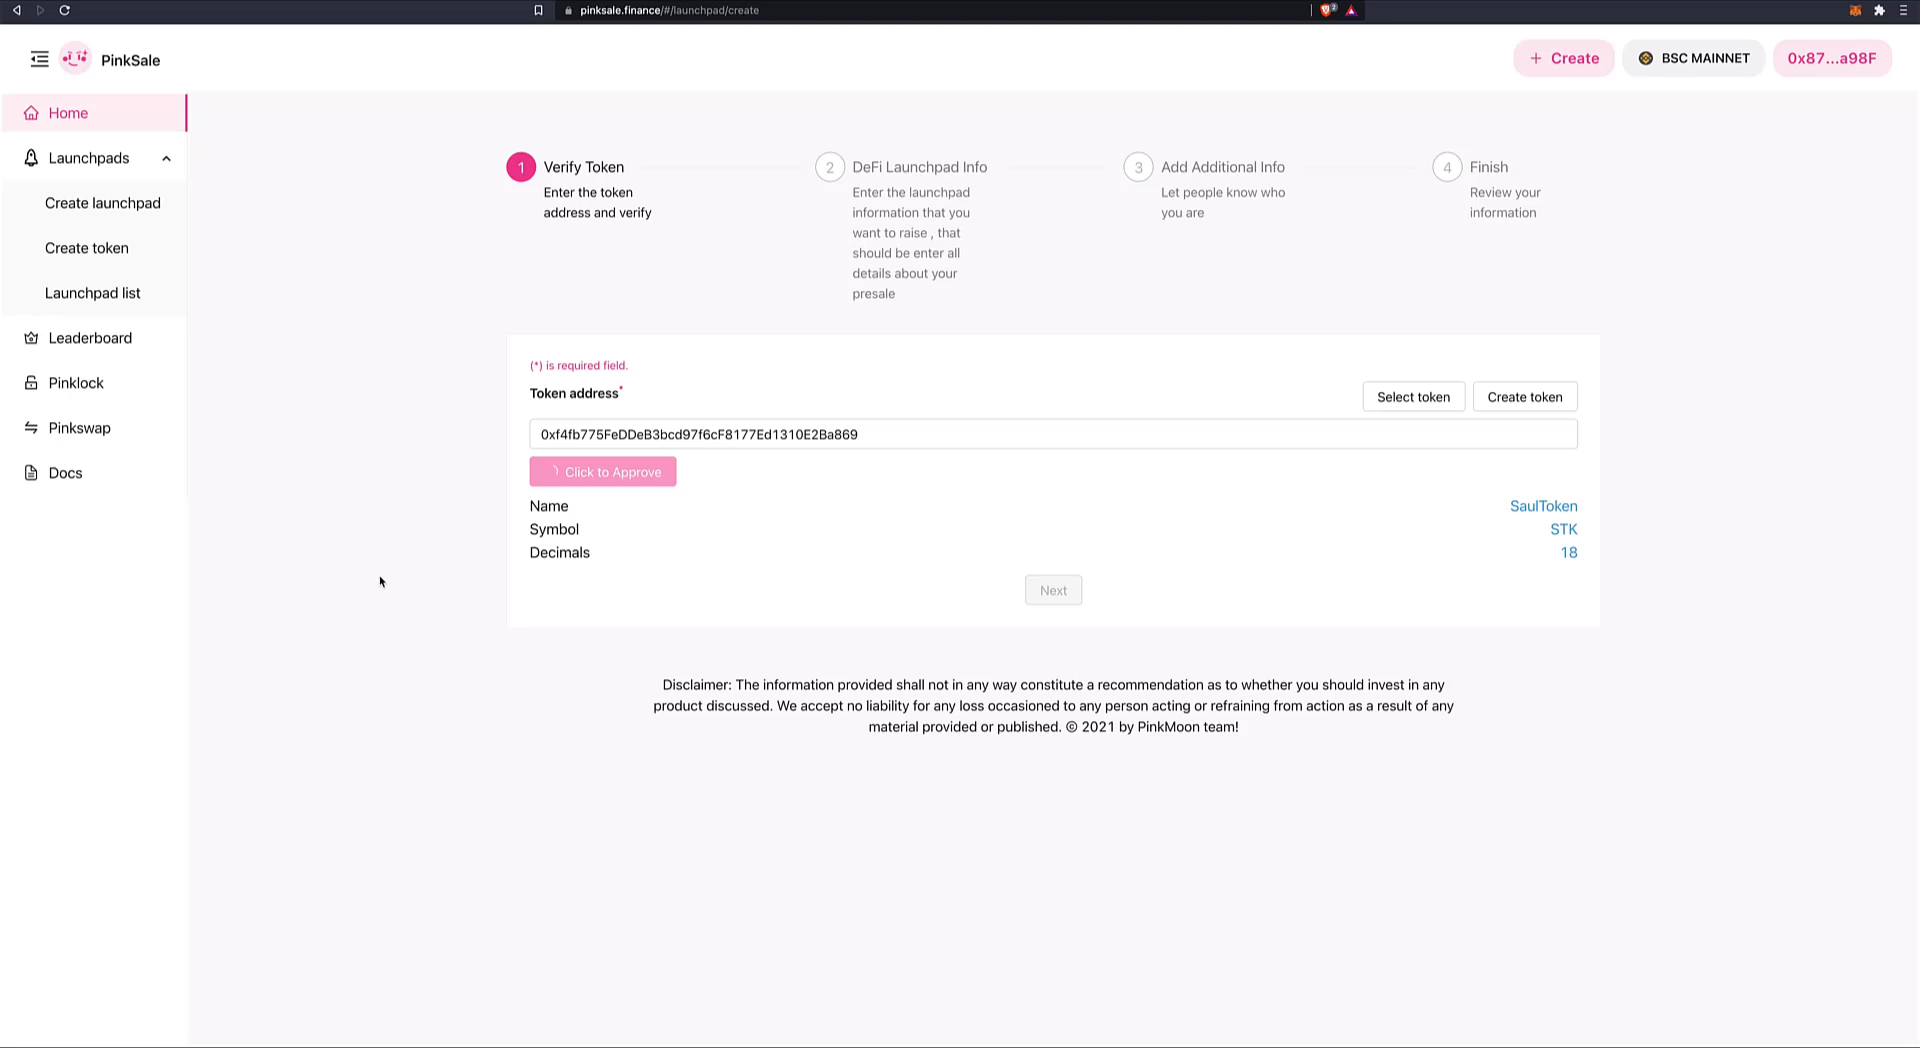 pinksale.finance/#/launchpad/create
2
PinkSale
+ Create
BSC MAINNET
0x87...a98F
Home
Launchpads
Create launchpad
Create token
Launchpad list
Leaderboard
Pinklock
Pinkswap
Docs
1 Verify Token
Enter the token
address and verify
2 DeFi Launchpad Info
Enter the launchpad
information that you
want to raise , that
should be enter all
details about your
presale
3 Add Additional Info
Let people know who
you are
4 Finish
Review your
information
(*) is required field.
Token address*
Select token
Create token
0xf4fb775FeDDeB3bcd97f6cF8177Ed1310E2Ba869
Click to Approve
Name SaulToken
Symbol STK
Decimals 18
Next
Disclaimer: The information provided shall not in any way constitute a recommendation as to whether you should invest in any
product discussed. We accept no liability for any loss occasioned to any person acting or refraining from action as a result of any
material provided or published. © 2021 by PinkMoon team!